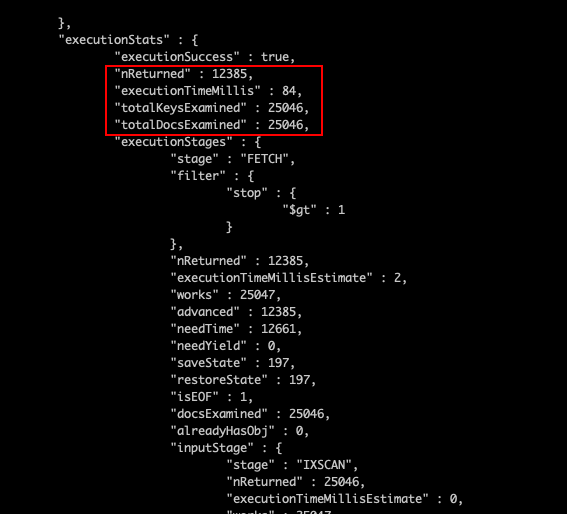 },
"executionStats" : {
"executionSuccess" : true,
"nReturned" : 12385,
"executionTimeMillis" : 84,
"totalKeysExamined" : 25046,
"totalDocsExamined" : 25046,
"executionStages" : {
"stage" : "FETCH",
"filter" : {
"stop" : {
"$gt" : 1
}
},
"nReturned" : 12385,
"executionTimeMillisEstimate" : 2,
"works" : 25047,
"advanced" : 12385,
"needTime" : 12661,
"needYield" : 0,
"saveState" : 197,
"restoreState" : 197,
"isEOF" : 1,
"docsExamined" : 25046,
"alreadyHasObj" : 0,
"inputStage" : {
"stage" : "IXSCAN",
"nReturned" : 25046,
"executionTimeMillisEstimate" : 0,
"works" : 25047